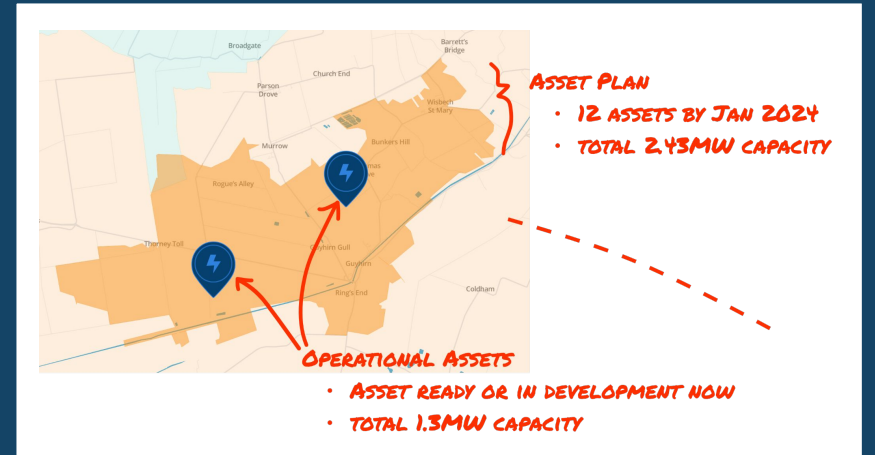 Broadgate
Barrett's
Bridge
Church End
Parson
Drove
Wisbech
St Mary
Murrow
Bunkers Hill
Rogue's Alley
Thorney Toll
Guyhirn Gull
Guyhirn
Ring's End
Coldham
Asset Plan
· 12 assets by Jan 2024
· total 2.43MW capacity
Operational Assets
· Asset ready or in development now
· total 1.3MW capacity